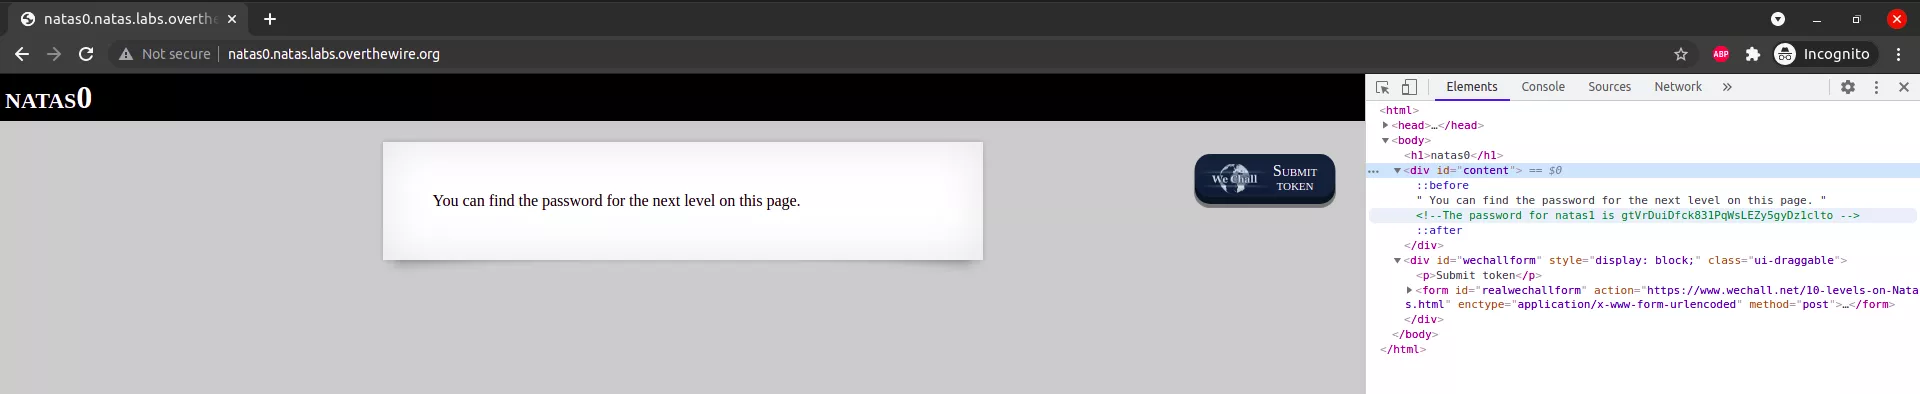 natas0.natas.labs.overthe
Not secure
natas0.natas.labs.overthewire.org
ABP
Incognito
NATAS0
You can find the password for the next level on this page.
We Chall
SUBMIT
TOKEN
Elements
Console
Sources
Network
<html>
<head>…</head>
<body>
<h1>natas0</h1>
<div id="content"> == $0
::before
" You can find the password for the next level on this page. "
<!--The password for natas1 is gtVrDuiDfck831PqWsLEZy5gyDz1clto -->
::after
</div>
<div id="wechallform" style="display: block;" class="ui-draggable">
<p>Submit token</p>
<form id="realwechallform" action="https://www.wechall.net/10-levels-on-Nata
s.html" enctype="application/x-www-form-urlencoded" method="post">…</form>
</div>
</body>
</html>